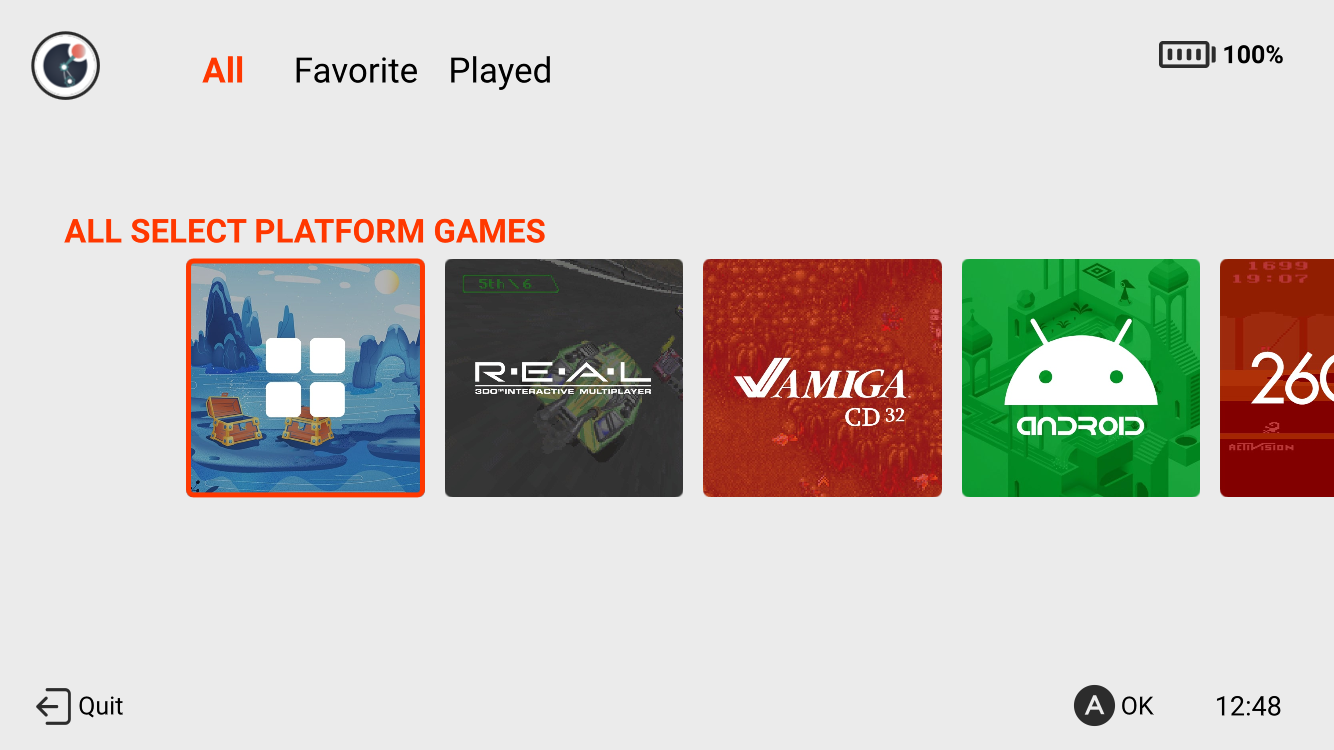 All Favorite Played
100%
ALL SELECT PLATFORM GAMES
5th\6
R·E·A·L
3DO™ INTERACTIVE MULTIPLAYER
AMIGA
CD 32
ANDROID
1699
19:07
260
ACTIVISION
Quit
A OK
12:48